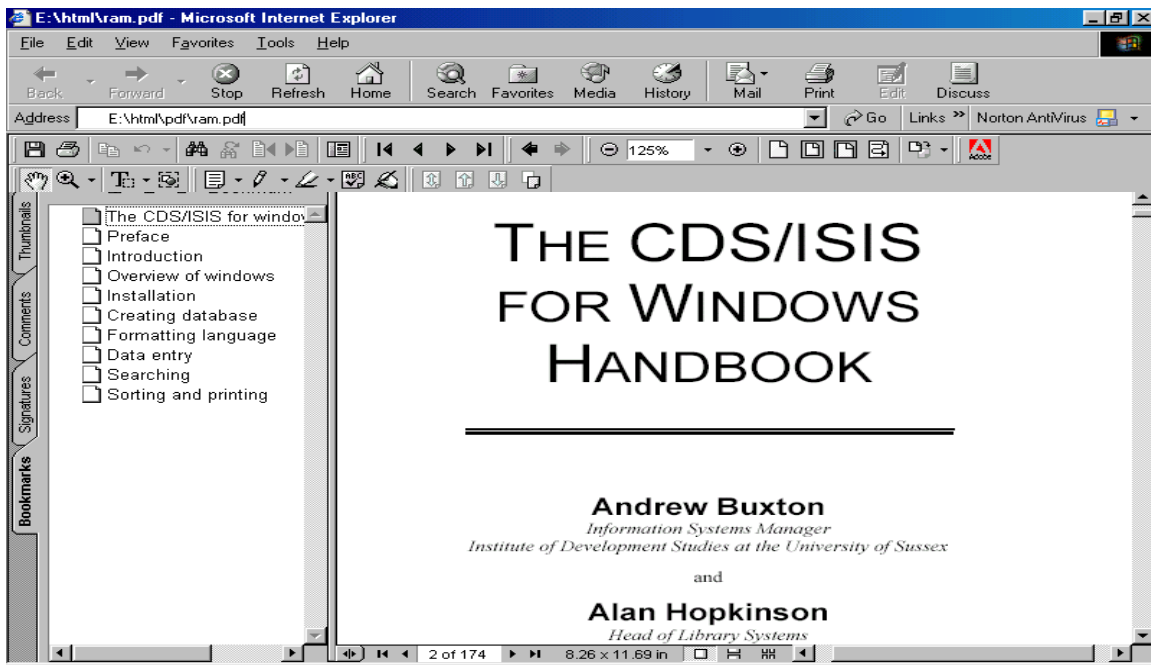 E:\html\ram.pdf - Microsoft Internet Explorer
File Edit View Favorites Tools Help
Back Forward Stop Refresh Home Search Favorites Media History Mail Print Edit Discuss
Address E:\html\pdf\ram.pdf Go Links » Norton AntiVirus
125% Adobe
Thumbnails
Comments
Signatures
Bookmarks
The CDS/ISIS for window
Preface
Introduction
Overview of windows
Installation
Creating database
Formatting language
Data entry
Searching
Sorting and printing
THE CDS/ISIS
FOR WINDOWS
HANDBOOK
Andrew Buxton
Information Systems Manager
Institute of Development Studies at the University of Sussex
and
Alan Hopkinson
Head of Library Systems
2 of 174 8.26 x 11.69 in